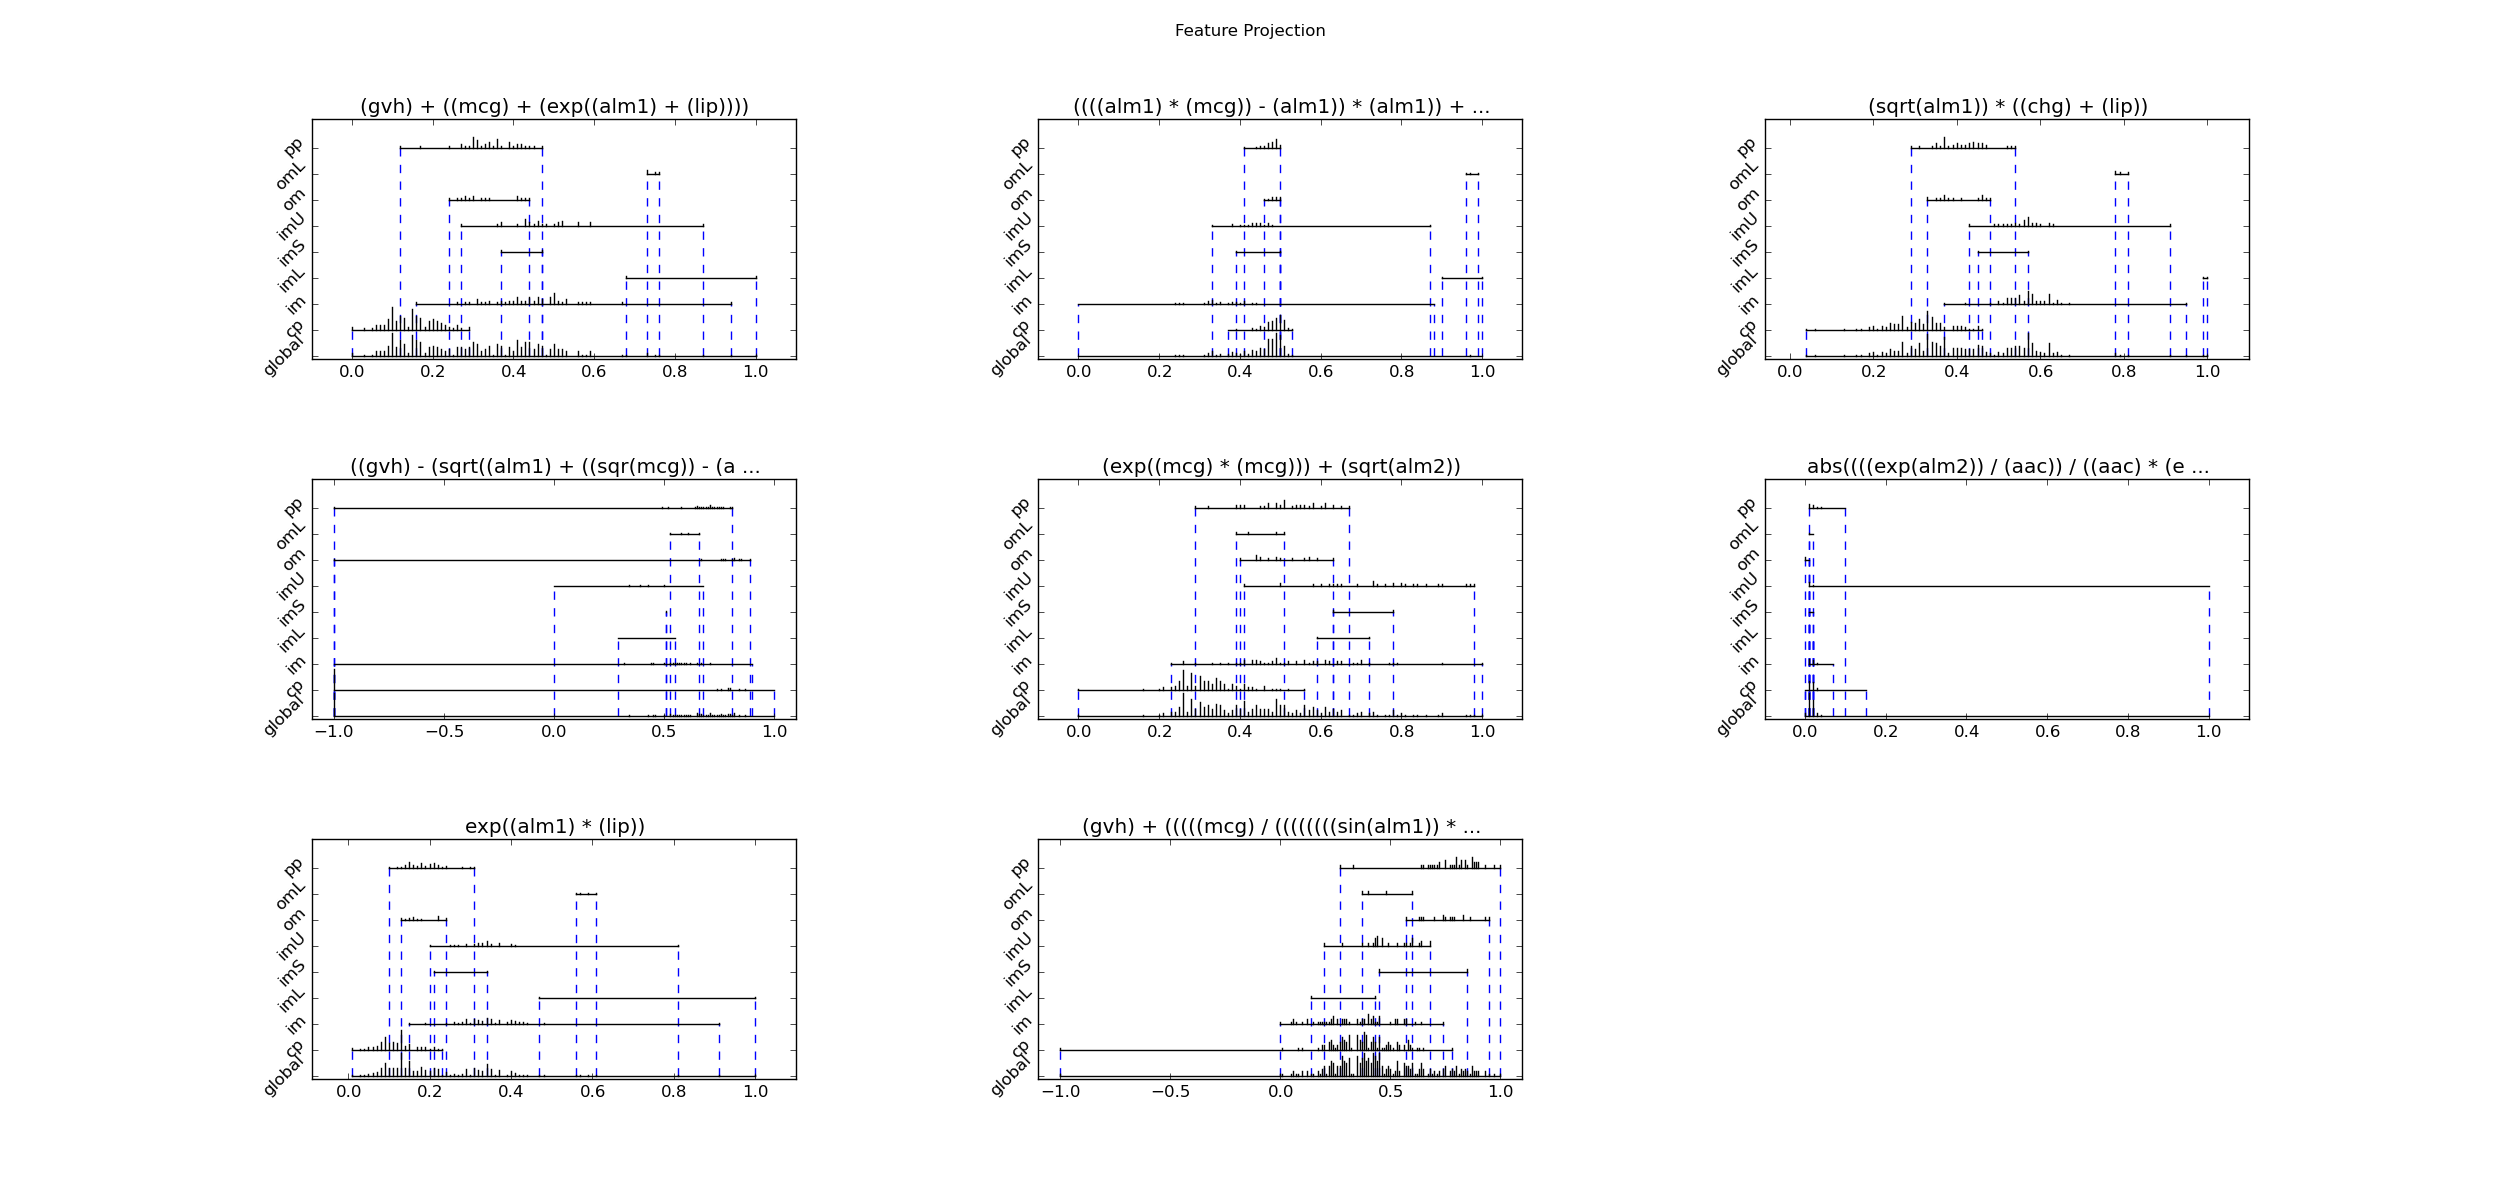 Feature Projection
(gvh) + ((mcg) + (exp((alm1) + (lip))))
pp
omL
om
imU
imS
imL
im
cp
global
0.0 0.2 0.4 0.6 0.8 1.0
((((alm1) * (mcg)) - (alm1)) * (alm1)) + ...
pp
omL
om
imU
imS
imL
im
cp
global
0.0 0.2 0.4 0.6 0.8 1.0
(sqrt(alm1)) * ((chg) + (lip))
pp
omL
om
imU
imS
imL
im
cp
global
0.0 0.2 0.4 0.6 0.8 1.0
((gvh) - (sqrt((alm1) + ((sqr(mcg)) - (a ...
pp
omL
om
imU
imS
imL
im
cp
global
−1.0 −0.5 0.0 0.5 1.0
(exp((mcg) * (mcg))) + (sqrt(alm2))
pp
omL
om
imU
imS
imL
im
cp
global
0.0 0.2 0.4 0.6 0.8 1.0
abs((((exp(alm2)) / (aac)) / ((aac) * (e ...
pp
omL
om
imU
imS
imL
im
cp
global
0.0 0.2 0.4 0.6 0.8 1.0
exp((alm1) * (lip))
pp
omL
om
imU
imS
imL
im
cp
global
0.0 0.2 0.4 0.6 0.8 1.0
(gvh) + (((((mcg) / ((((((((sin(alm1)) * ...
pp
omL
om
imU
imS
imL
im
cp
global
−1.0 −0.5 0.0 0.5 1.0